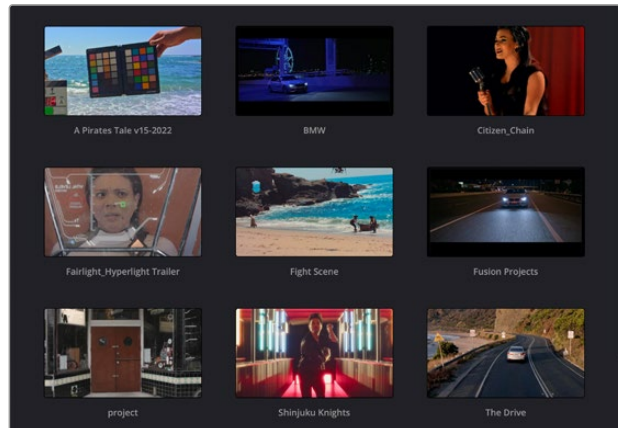 A Pirates Tale v15-2022
BMW
Citizen_Chain
Fairlight_Hyperlight Trailer
Fight Scene
Fusion Projects
project
Shinjuku Knights
The Drive